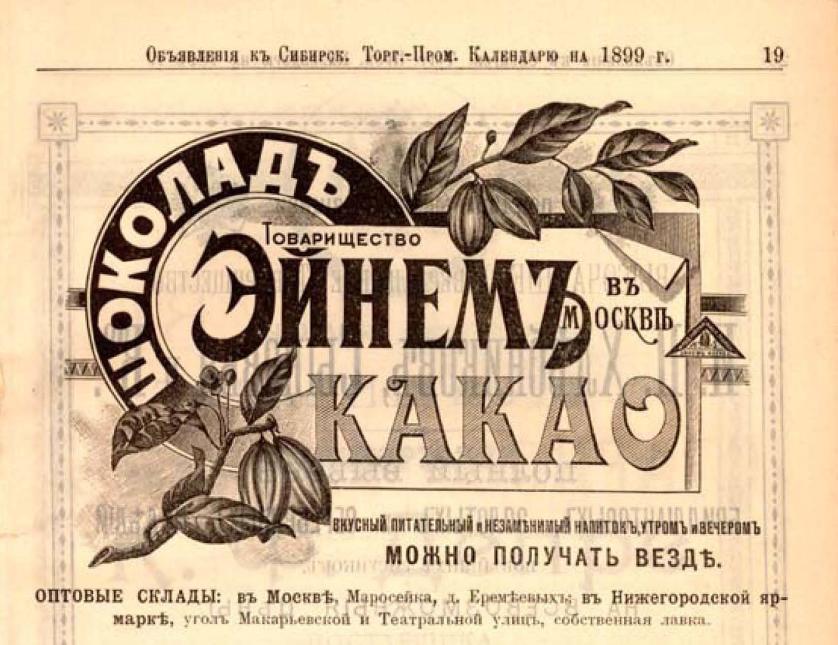 Объявленія къ Сибирск. Торг.-Пром. Календарю на 1899 г. 19
ШОКОЛАДЪ
Товарищество
ЭЙНЕМЪ
въ
Москвѣ
КАКАО
ВКУСНЫЙ ПИТАТЕЛЬНЫЙ и НЕЗАМѢНИМЫЙ НАПИТОКЪ, УТРОМЪ и ВЕЧЕРОМЪ
МОЖНО ПОЛУЧАТЬ ВЕЗДѢ.
ОПТОВЫЕ СКЛАДЫ: въ Москвѣ, Маросейка, д. Еремѣевыхъ; въ Нижегородской яр-
маркѣ, уголъ Макарьевской и Театральной улицъ, собственная лавка.